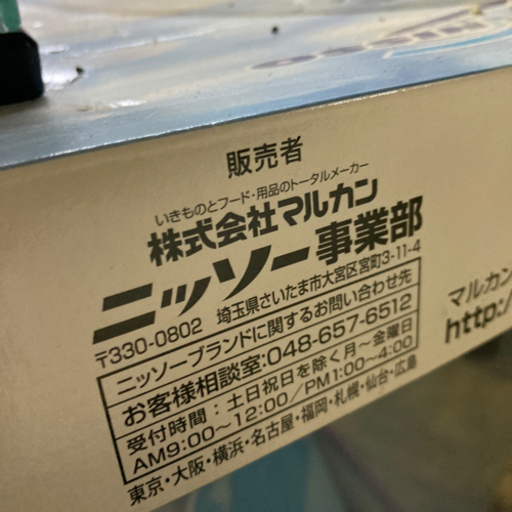 販売者
いきものとフード・用品のトータルメーカー
株式会社マルカン
ニッソー事業部
〒330-0802 埼玉県さいたま市大宮区宮町3-11-4
ニッソーブランドに関するお問い合わせ先
お客様相談室:048-657-6512
受付時間:土日祝日を除く月～金曜日
AM9:00～12:00/PM1:00～4:00
東京・大阪・横浜・名古屋・福岡・札幌・仙台・広島
マルカン
http:/